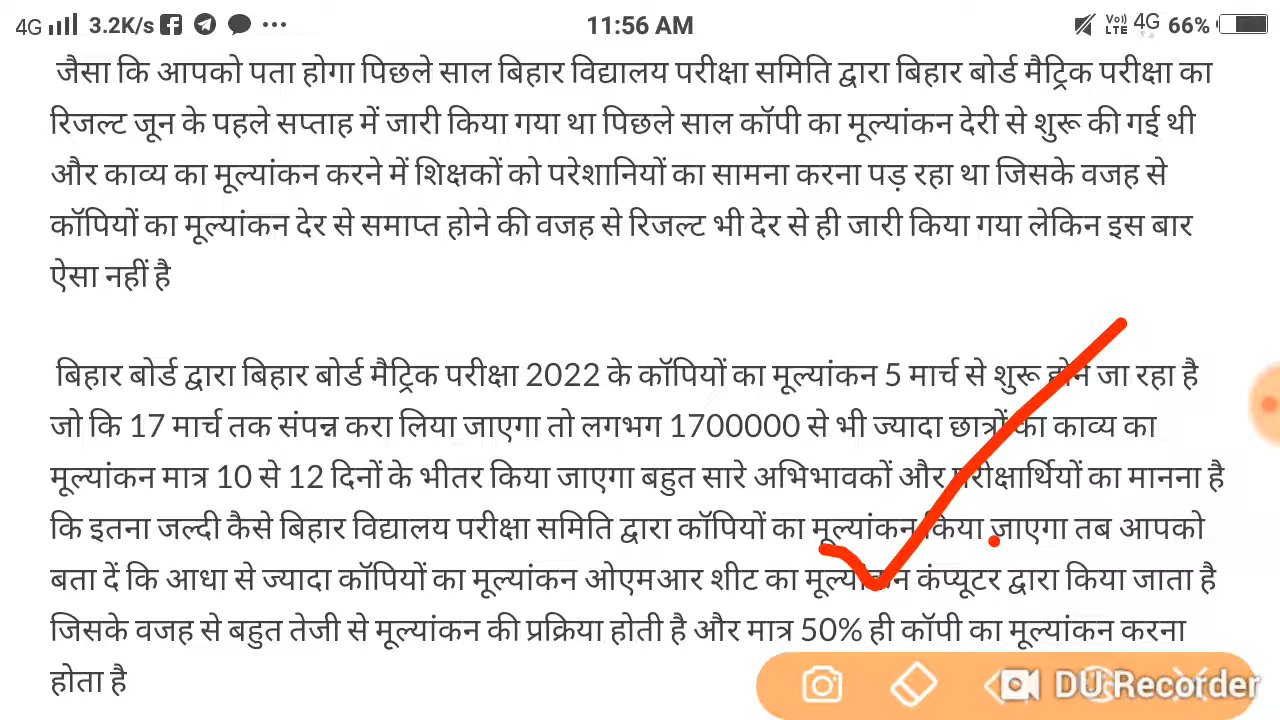 4G 3.2K/s 11:56 AM Vo) LTE 4G 66%
जैसा कि आपको पता होगा पिछले साल बिहार विद्यालय परीक्षा समिति द्वारा बिहार बोर्ड मैट्रिक परीक्षा का
रिजल्ट जून के पहले सप्ताह में जारी किया गया था पिछले साल कॉपी का मूल्यांकन देरी से शुरू की गई थी
और काव्य का मूल्यांकन करने में शिक्षकों को परेशानियों का सामना करना पड़ रहा था जिसके वजह से
कॉपियों का मूल्यांकन देर से समाप्त होने की वजह से रिजल्ट भी देर से ही जारी किया गया लेकिन इस बार
ऐसा नहीं है
बिहार बोर्ड द्वारा बिहार बोर्ड मैट्रिक परीक्षा 2022 के कॉपियों का मूल्यांकन 5 मार्च से शुरू होने जा रहा है
जो कि 17 मार्च तक संपन्न करा लिया जाएगा तो लगभग 1700000 से भी ज्यादा छात्रों का काव्य का
मूल्यांकन मात्र 10 से 12 दिनों के भीतर किया जाएगा बहुत सारे अभिभावकों और परीक्षार्थियों का मानना है
कि इतना जल्दी कैसे बिहार विद्यालय परीक्षा समिति द्वारा कॉपियों का मूल्यांकन किया जाएगा तब आपको
बता दें कि आधा से ज्यादा कॉपियों का मूल्यांकन ओएमआर शीट का मूल्यांकन कंप्यूटर द्वारा किया जाता है
जिसके वजह से बहुत तेजी से मूल्यांकन की प्रक्रिया होती है और मात्र 50% ही कॉपी का मूल्यांकन करना
होता है
DU Recorder